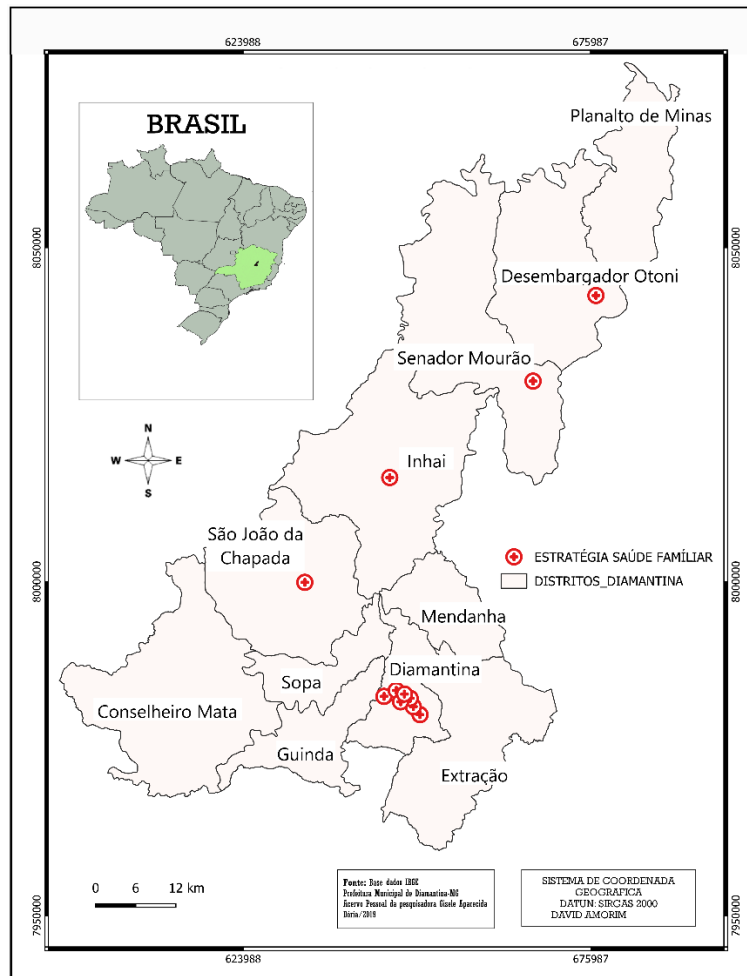 623988
675987
BRASIL
Planalto de Minas
8050000
8050000
Desembargador Otoni
Senador Mourão
N
W
E
S
Inhai
São João da
Chapada
ESTRATÉGIA SAÚDE FAMÍLIAR
DISTRITOS_DIAMANTINA
8000000
8000000
Mendanha
Diamantina
Sopa
Conselheiro Mata
Guinda
Extração
0 6 12 km
Fonte: Base dados IBGE
Prefeitura Municipal de Diamantina-MG
Acervo Pessoal da pesquisadora Gisele Aparecida
Dória/2019
SISTEMA DE COORDENADA
GEOGRAFICA
DATUN: SIRGAS 2000
DAVID AMORIM
7950000
7950000
623988
675987